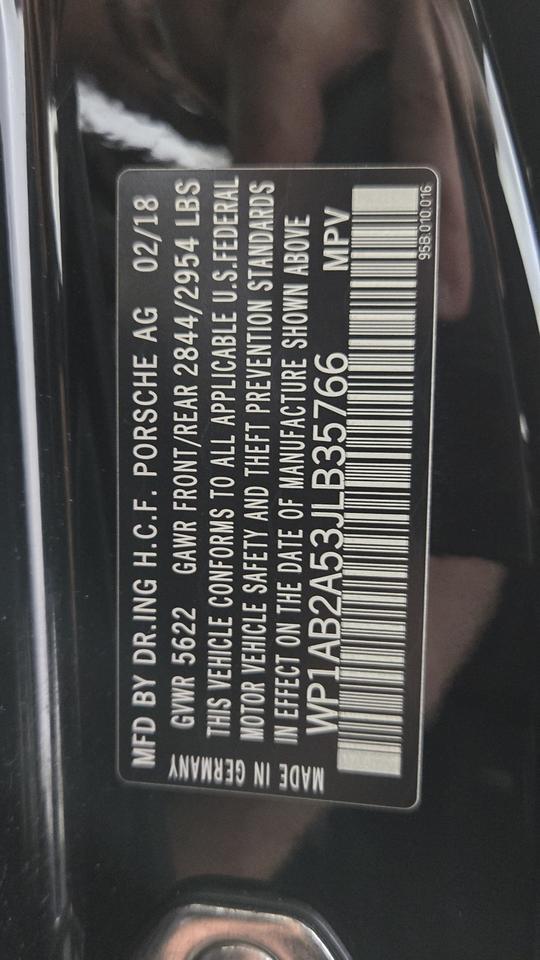 MFD BY DR.ING H.C.F. PORSCHE AG 02/18
GVWR 5622 GAWR FRONT/REAR 2844/2954 LBS
THIS VEHICLE CONFORMS TO ALL APPLICABLE U.S.FEDERAL
MOTOR VEHICLE SAFETY AND THEFT PREVENTION STANDARDS
IN EFFECT ON THE DATE OF MANUFACTURE SHOWN ABOVE
WP1AB2A53JLB35766 MPV
95B.010.016
MADE IN GERMANY